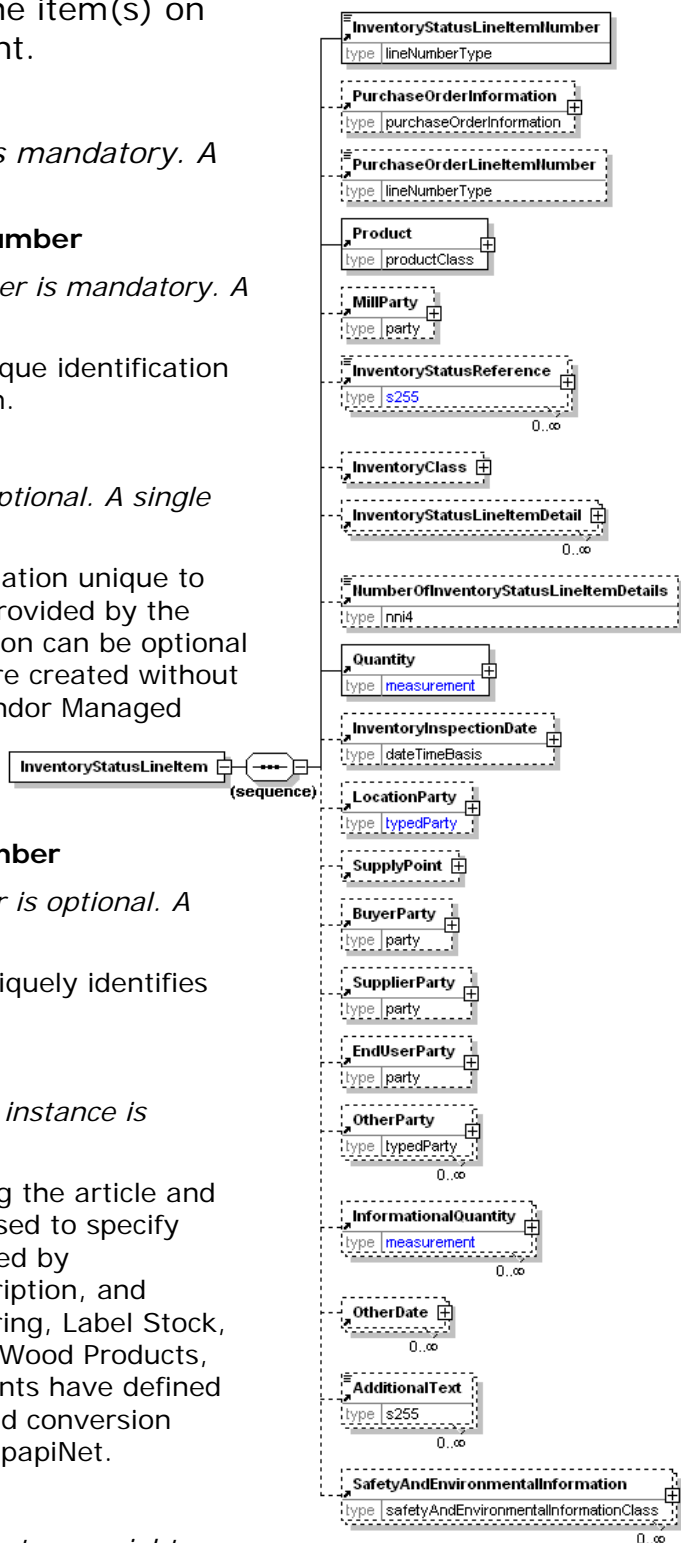 ne item(s) on
nt.
s mandatory. A
umber
er is mandatory. A
que identification
n.
ptional. A single
ation unique to
provided by the
on can be optional
re created without
ndor Managed
mber
r is optional. A
iquely identifies
instance is
g the article and
sed to specify
ed by
ription, and
ring, Label Stock,
Wood Products,
nts have defined
d conversion
papiNet.
InventoryStatusLineItem
(sequence)
InventoryStatusLineItemNumber
type lineNumberType
PurchaseOrderInformation
type purchaseOrderInformation
PurchaseOrderLineItemNumber
type lineNumberType
Product
type productClass
MillParty
type party
InventoryStatusReference
type s255
0..∞
InventoryClass
InventoryStatusLineItemDetail
0..∞
NumberOfInventoryStatusLineItemDetails
type nni4
Quantity
type measurement
InventoryInspectionDate
type dateTimeBasis
LocationParty
type typedParty
SupplyPoint
BuyerParty
type party
SupplierParty
type party
EndUserParty
type party
OtherParty
type typedParty
0..∞
InformationalQuantity
type measurement
0..∞
OtherDate
0..∞
AdditionalText
type s255
0..∞
SafetyAndEnvironmentalInformation
type safetyAndEnvironmentalInformationClass
0..∞